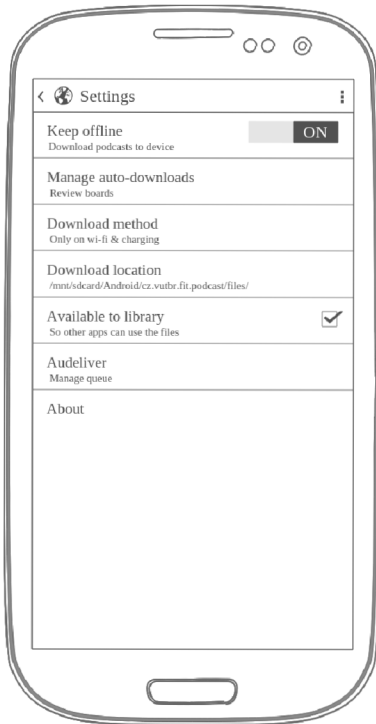 Settings
Keep offline
ON
Download podcasts to device
Manage auto-downloads
Review boards
Download method
Only on wi-fi & charging
Download location
/mnt/sdcard/Android/cz.vutbr.fit.podcast/files/
Available to library
So other apps can use the files
Audeliver
Manage queue
About